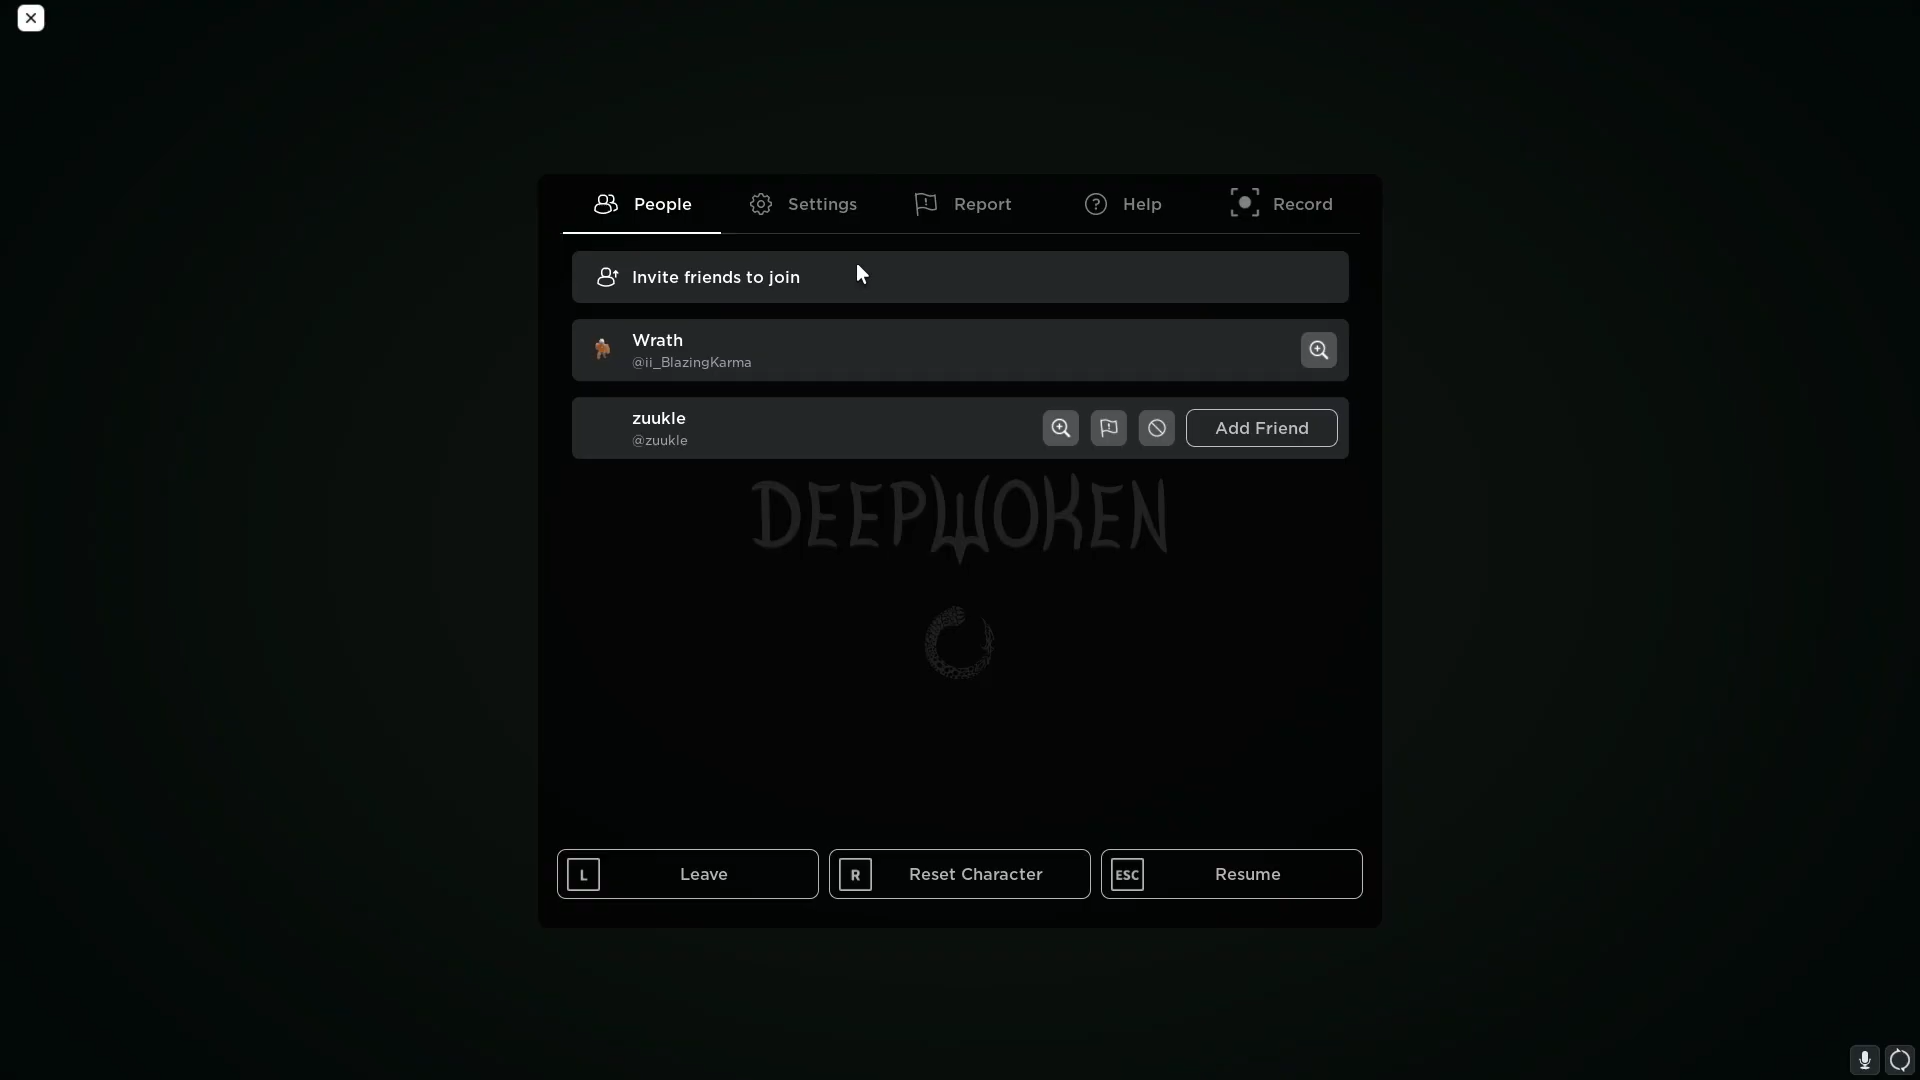 People
Settings
Report
Help
Record
Invite friends to join
Wrath
@ii_BlazingKarma
zuukle
@zuukle
Add Friend
DEEPWOKEN
L
Leave
R
Reset Character
ESC
Resume